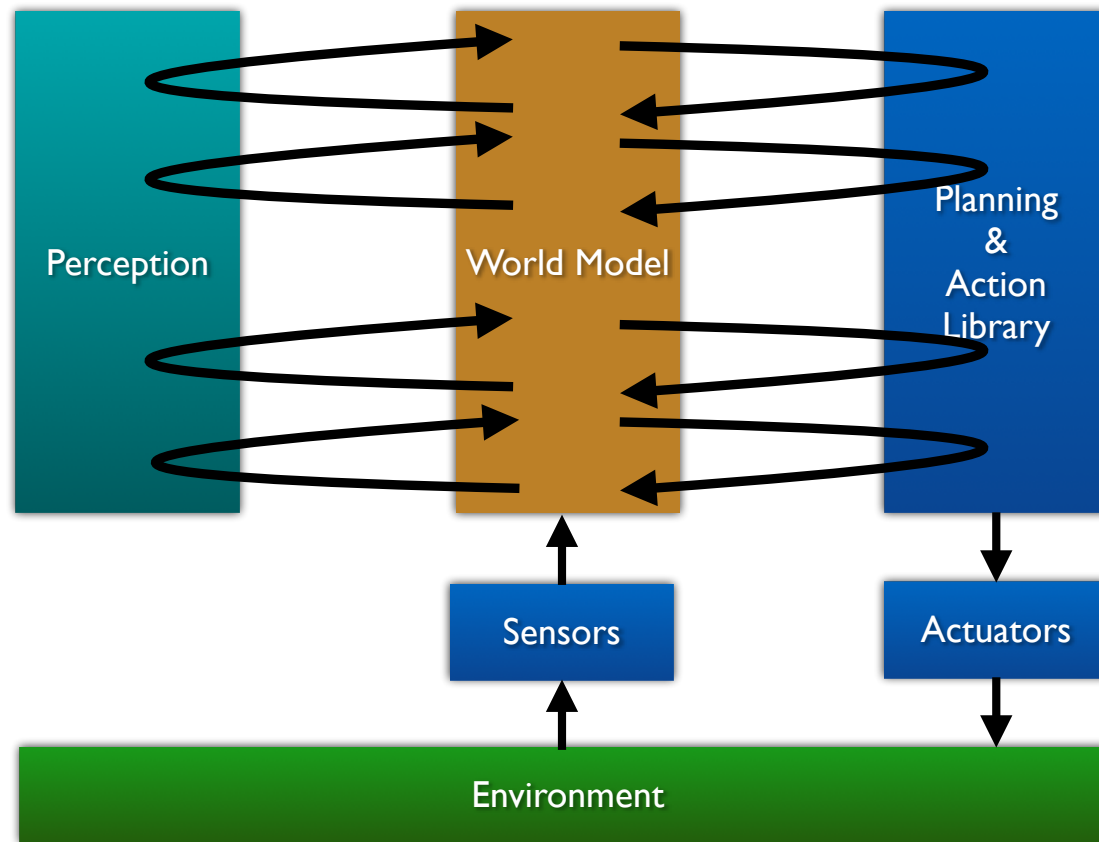 Perception
World Model
Planning
&
Action
Library
Sensors
Actuators
Environment